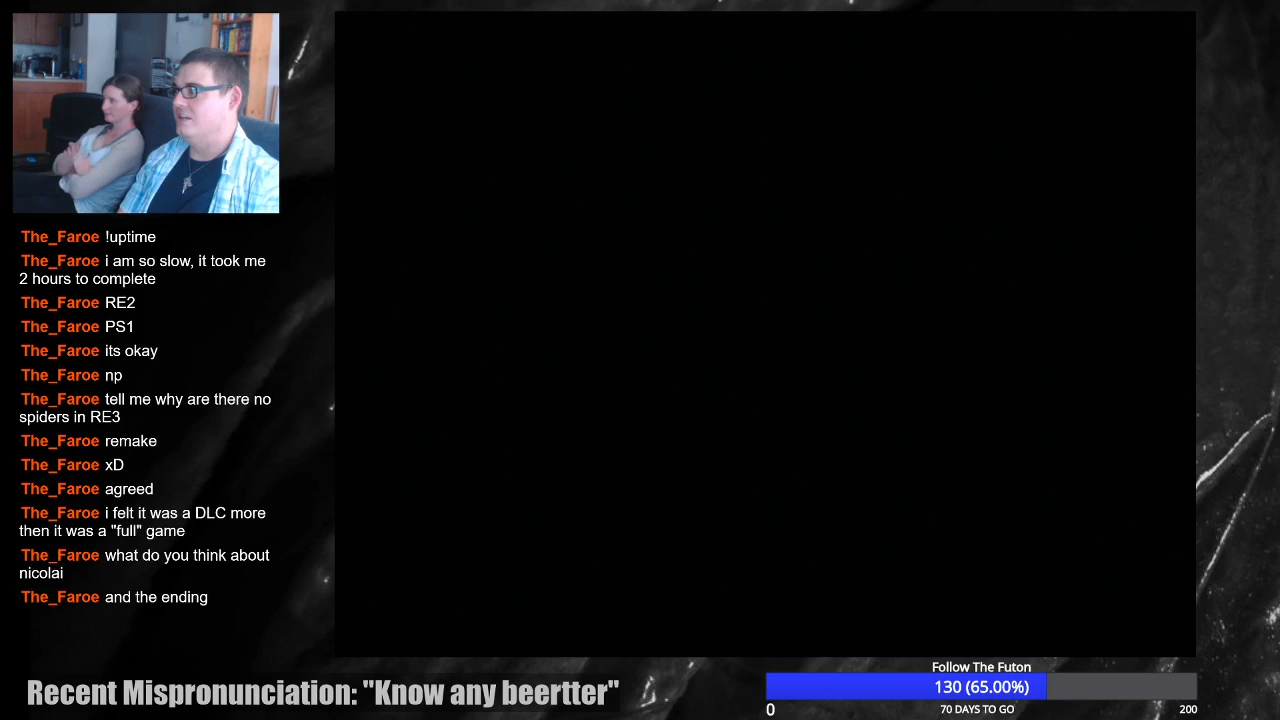 The_Faroe !uptime
The_Faroe i am so slow, it took me
2 hours to complete
The_Faroe RE2
The_Faroe PS1
The_Faroe its okay
The_Faroe np
The_Faroe tell me why are there no
spiders in RE3
The_Faroe remake
The_Faroe xD
The_Faroe agreed
The_Faroe i felt it was a DLC more
then it was a "full" game
The_Faroe what do you think about
nicolai
The_Faroe and the ending
Recent Mispronunciation: "Know any beertter"
Follow The Futon
130 (65.00%)
0 70 DAYS TO GO 200